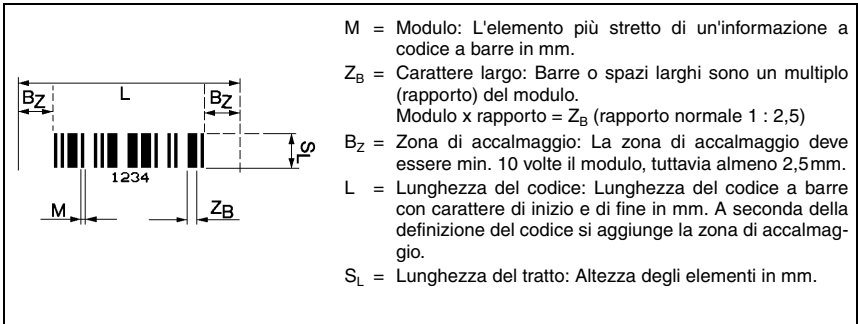 L
BZ
BZ
SL
1234
M
ZB
M = Modulo: L'elemento più stretto di un'informazione a
codice a barre in mm.
ZB = Carattere largo: Barre o spazi larghi sono un multiplo
(rapporto) del modulo.
Modulo x rapporto = ZB (rapporto normale 1 : 2,5)
BZ = Zona di accalmaggio: La zona di accalmaggio deve
essere min. 10 volte il modulo, tuttavia almeno 2,5mm.
L = Lunghezza del codice: Lunghezza del codice a barre
con carattere di inizio e di fine in mm. A seconda della
definizione del codice si aggiunge la zona di accalmag-
gio.
SL = Lunghezza del tratto: Altezza degli elementi in mm.